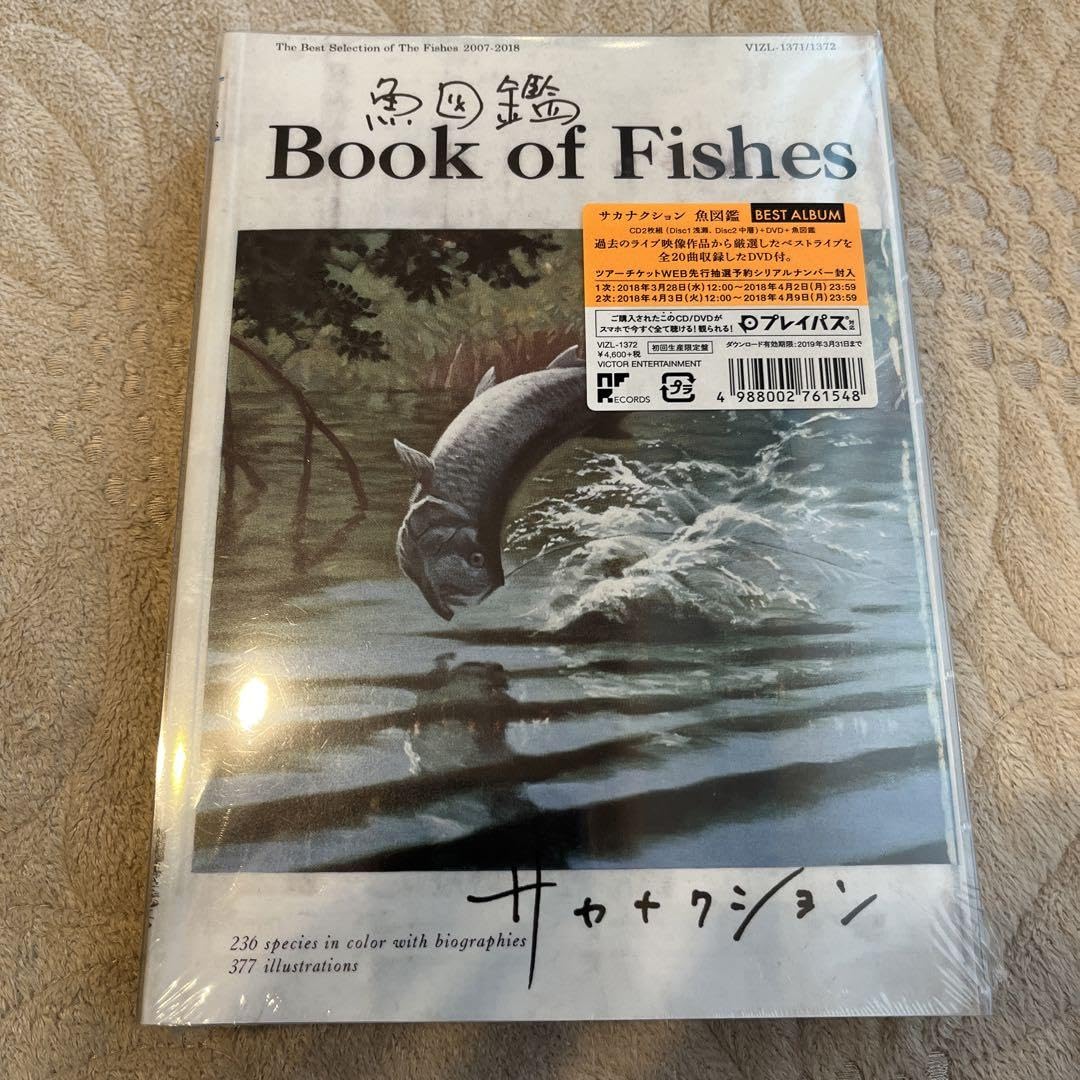 The Best Selection of The Fishes 2007-2018
VIZL-1371/1372
魚図鑑
Book of Fishes
サカナクション 魚図鑑 BEST ALBUM
CD2枚組(Disc1 浅瀬、Disc2 中層)+DVD+魚図鑑
過去のライブ映像作品から厳選したベストライブを
全20曲収録したDVD付。
ツアーチケットWEB先行抽選予約シリアルナンバー封入
1次:2018年3月28日(水)12:00〜2018年4月2日(月)23:59
2次:2018年4月3日(火)12:00〜2018年4月9日(月)23:59
ご購入されたこのCD/DVDが
スマホで今すぐ全て聴ける!観られる!
プレイパス®対応
VIZL-1372 初回生産限定盤 ダウンロード有効期限:2019年3月31日まで
¥4,600+税
VICTOR ENTERTAINMENT
NF RECORDS
プラ
4 988002 761548
サカナクション
236 species in color with biographies
377 illustrations